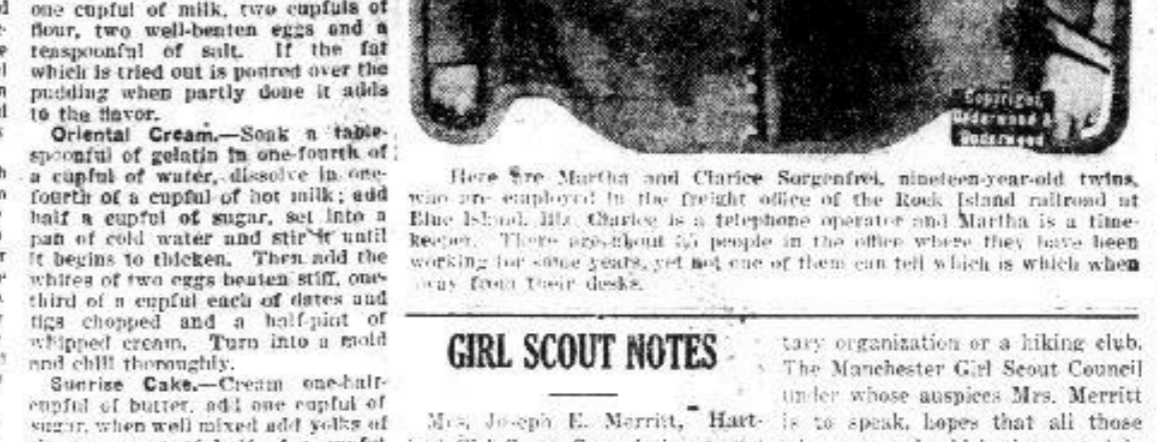 one cupful of milk, two cupfuls of
flour, two well-beaten eggs and a
teaspoonful of salt. If the fat
which is tried out is poured over the
pudding when partly done it adds
to the flavor.
Oriental Cream.—Soak a table-
spoonful of gelatin in one-fourth of
a cupful of water, dissolve in one-
fourth of a cupful of hot milk; add
half a cupful of sugar, set into a
pan of cold water and stir it until
it begins to thicken. Then add the
whites of two eggs beaten stiff, one-
third of a cupful each of dates and
figs chopped and a half-pint of
whipped cream. Turn into a mold
and chill thoroughly.
Sunrise Cake.—Cream one-half
cupful of butter, add one cupful of
sugar, when well mixed add yolks of
Copyright
Underwood &
Underwood
Here are Martha and Clarice Sorgenfrei, nineteen-year-old twins,
who are employed in the freight office of the Rock Island railroad at
Blue Island, Ill. Clarice is a telephone operator and Martha is a time-
keeper. There are about people in the office where they have been
working for some years, yet not one of them can tell which is which when
away from their desks.
GIRL SCOUT NOTES
Mrs. Joseph E. Merritt, Hart-
tary organization or a hiking club.
The Manchester Girl Scout Council
under whose auspices Mrs. Merritt
is to speak, hopes that all those